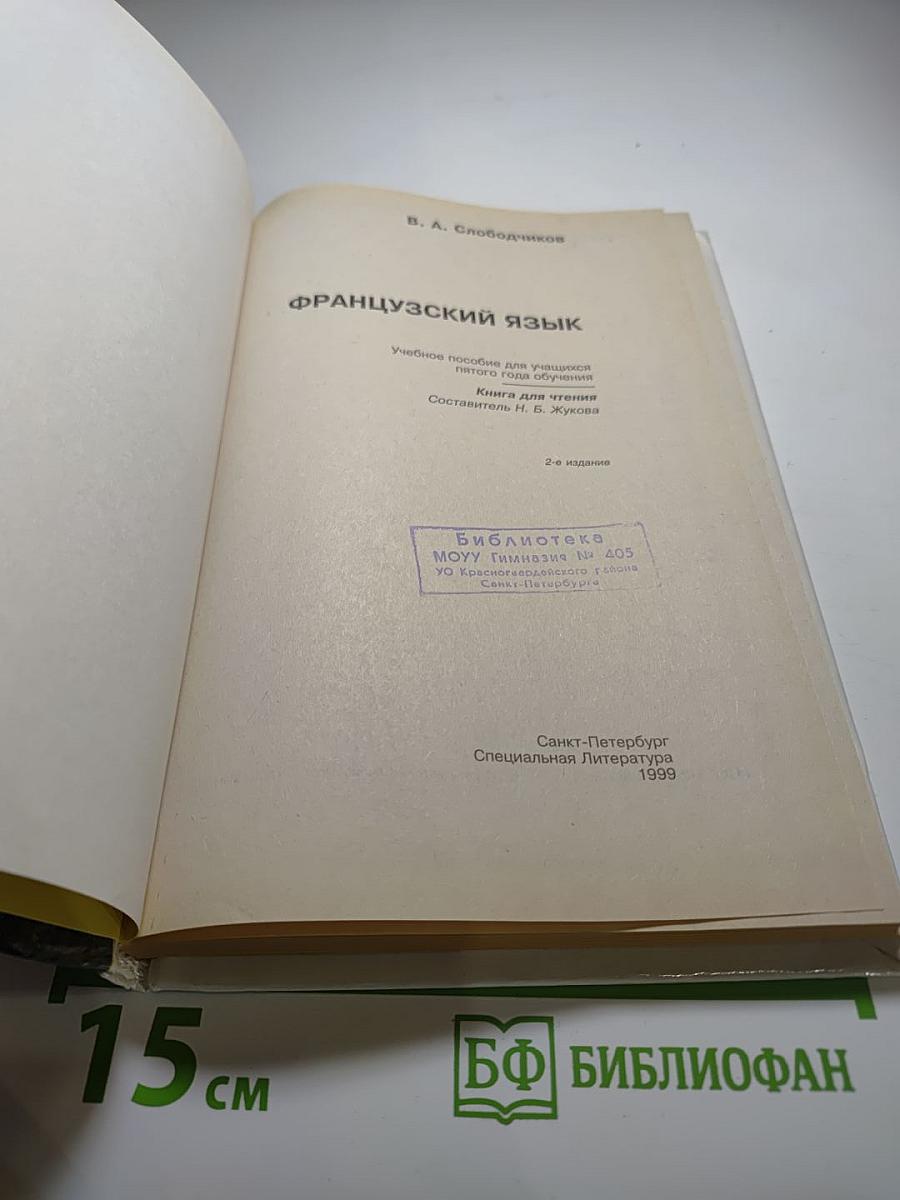 В. А. Слободчиков
ФРАНЦУЗСКИЙ ЯЗЫК
Учебное пособие для учащихся
пятого года обучения
Книга для чтения
Составитель Н. Б. Жукова
2-е издание
Библиотека
МОУУ Гимназия № 405
УО Красногвардейского района
Санкт-Петербурга
Санкт-Петербург
Специальная Литература
1999
15 см
БФ БИБЛИОФАН